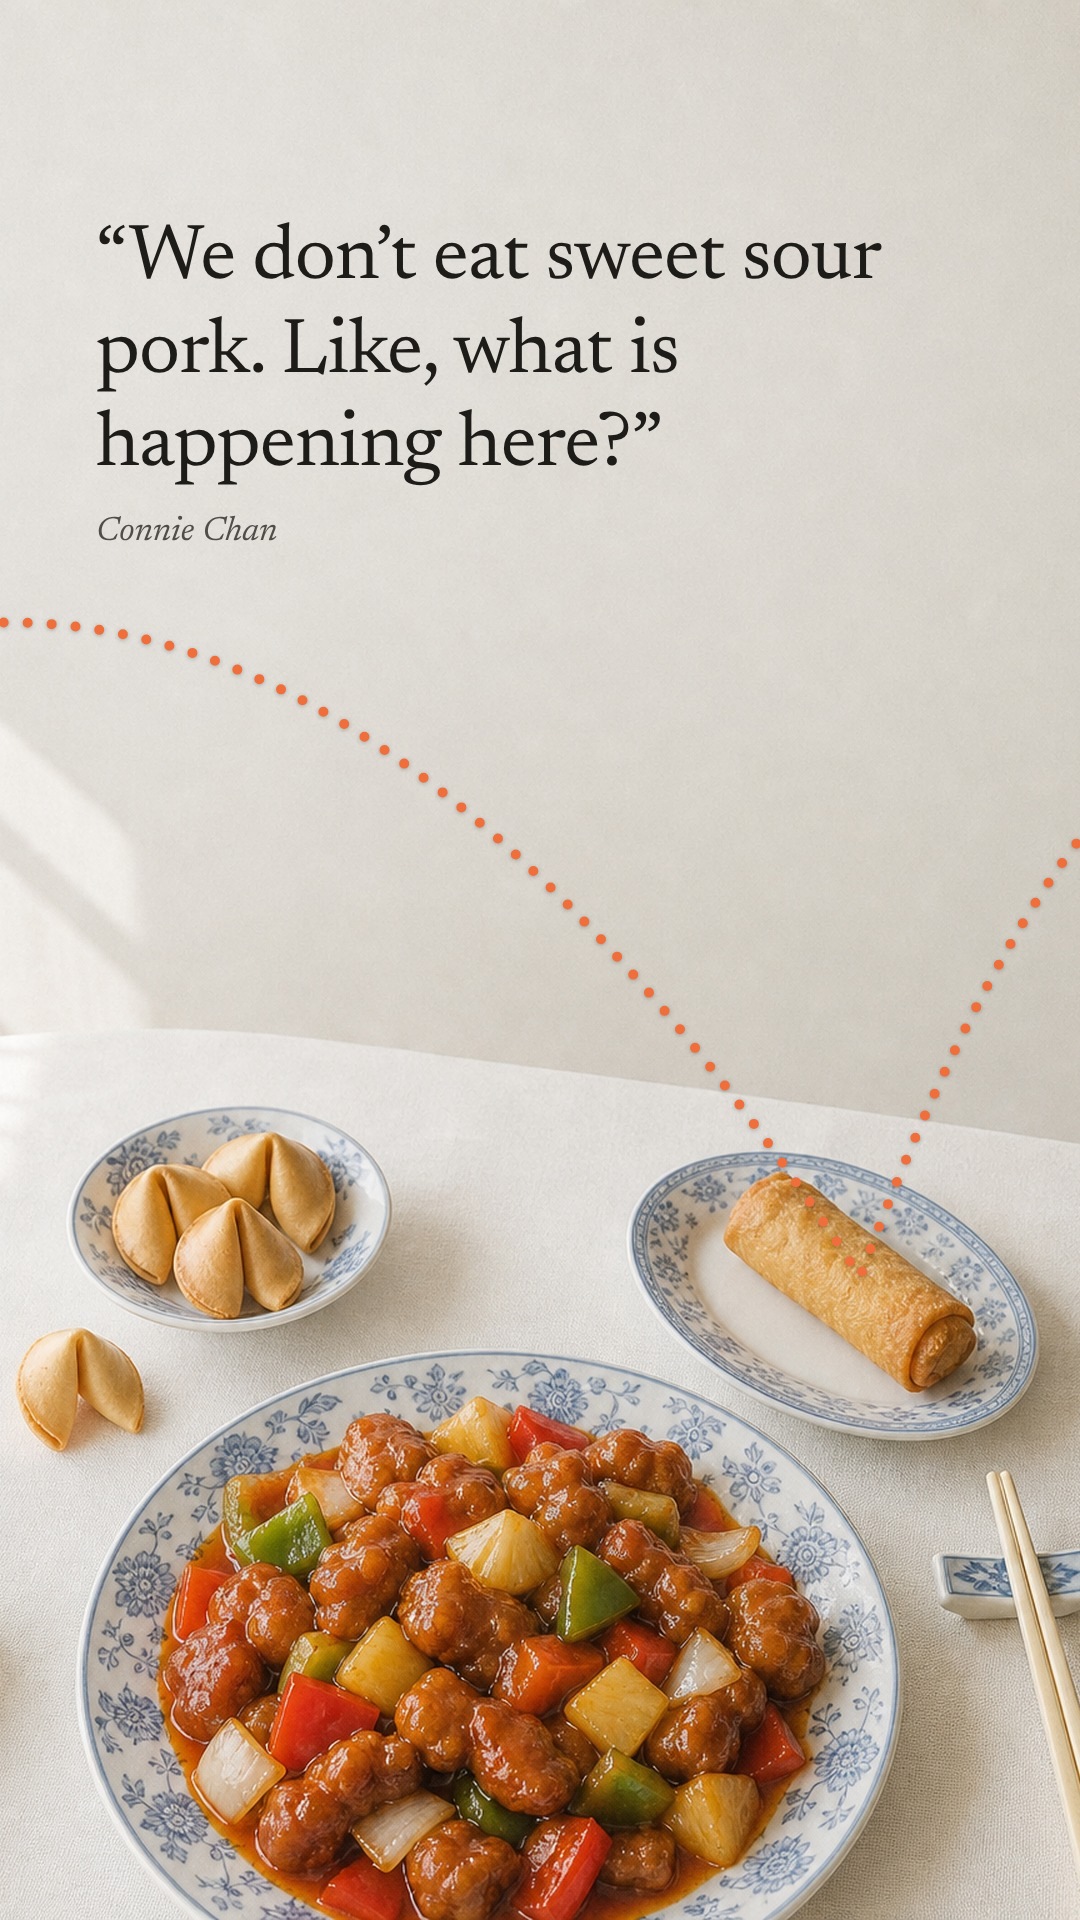 “We don’t eat sweet sour
pork. Like, what is
happening here?”
Connie Chan